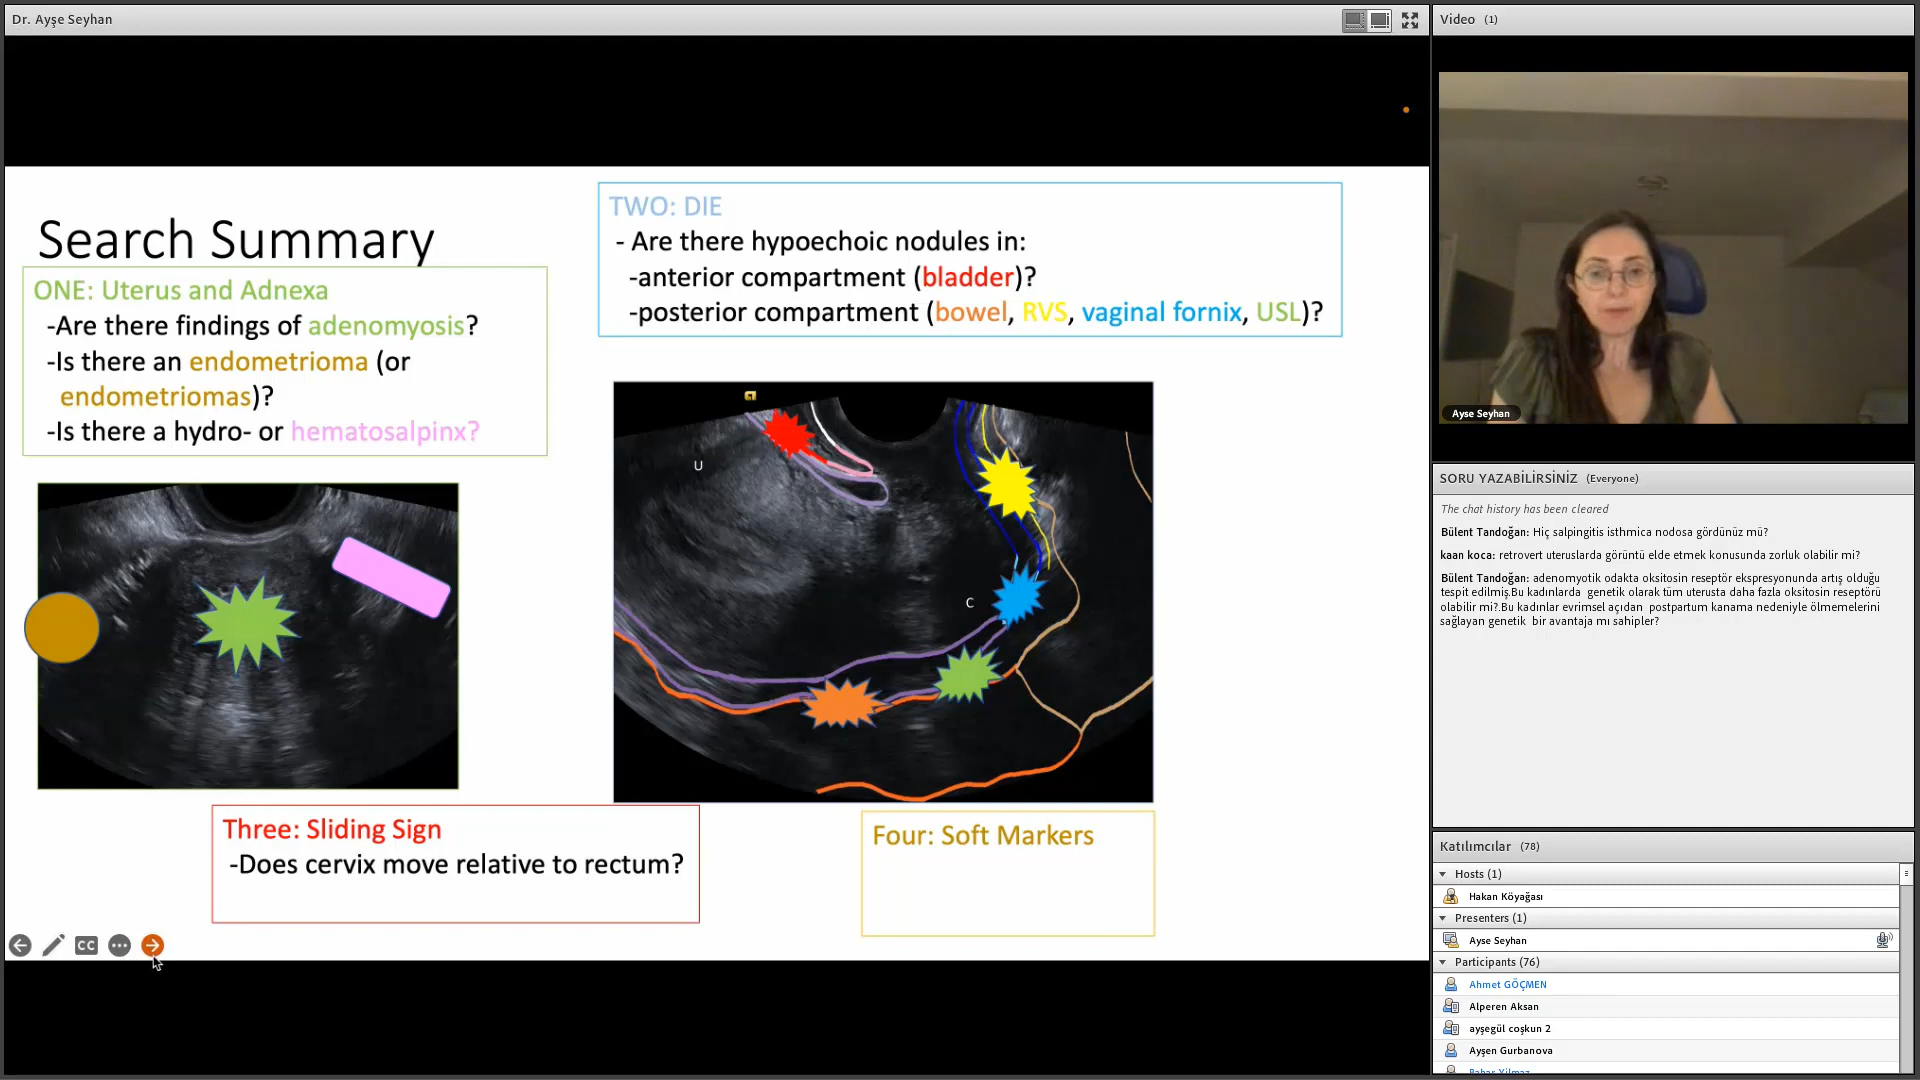 Dr. Ayşe Seyhan
Search Summary
ONE: Uterus and Adnexa
-Are there findings of adenomyosis?
-Is there an endometrioma (or
endometriomas)?
-Is there a hydro- or hematosalpinx?
TWO: DIE
- Are there hypoechoic nodules in:
-anterior compartment (bladder)?
-posterior compartment (bowel, RVS, vaginal fornix, USL)?
U
C
Three: Sliding Sign
-Does cervix move relative to rectum?
Four: Soft Markers
CC
Video (1)
Ayse Seyhan
SORU YAZABİLİRSİNİZ (Everyone)
The chat history has been cleared
Bülent Tandoğan: Hiç salpingitis isthmica nodosa gördünüz mü?
kaan koca: retrovert uteruslarda görüntü elde etmek konusunda zorluk olabilir mi?
Bülent Tandoğan: adenomyotik odakta oksitosin reseptör ekspresyonunda artış olduğu
tespit edilmiş.Bu kadınlarda genetik olarak tüm uterusta daha fazla oksitosin reseptörü
olabilir mi?.Bu kadınlar evrimsel açıdan postpartum kanama nedeniyle ölmemelerini
sağlayan genetik bir avantaja mı sahipler?
Katılımcılar (78)
Hosts (1)
Hakan Köyağası
Presenters (1)
Ayse Seyhan
Participants (76)
Ahmet GÖÇMEN
Alperen Aksan
ayşegül coşkun 2
Ayşen Gurbanova